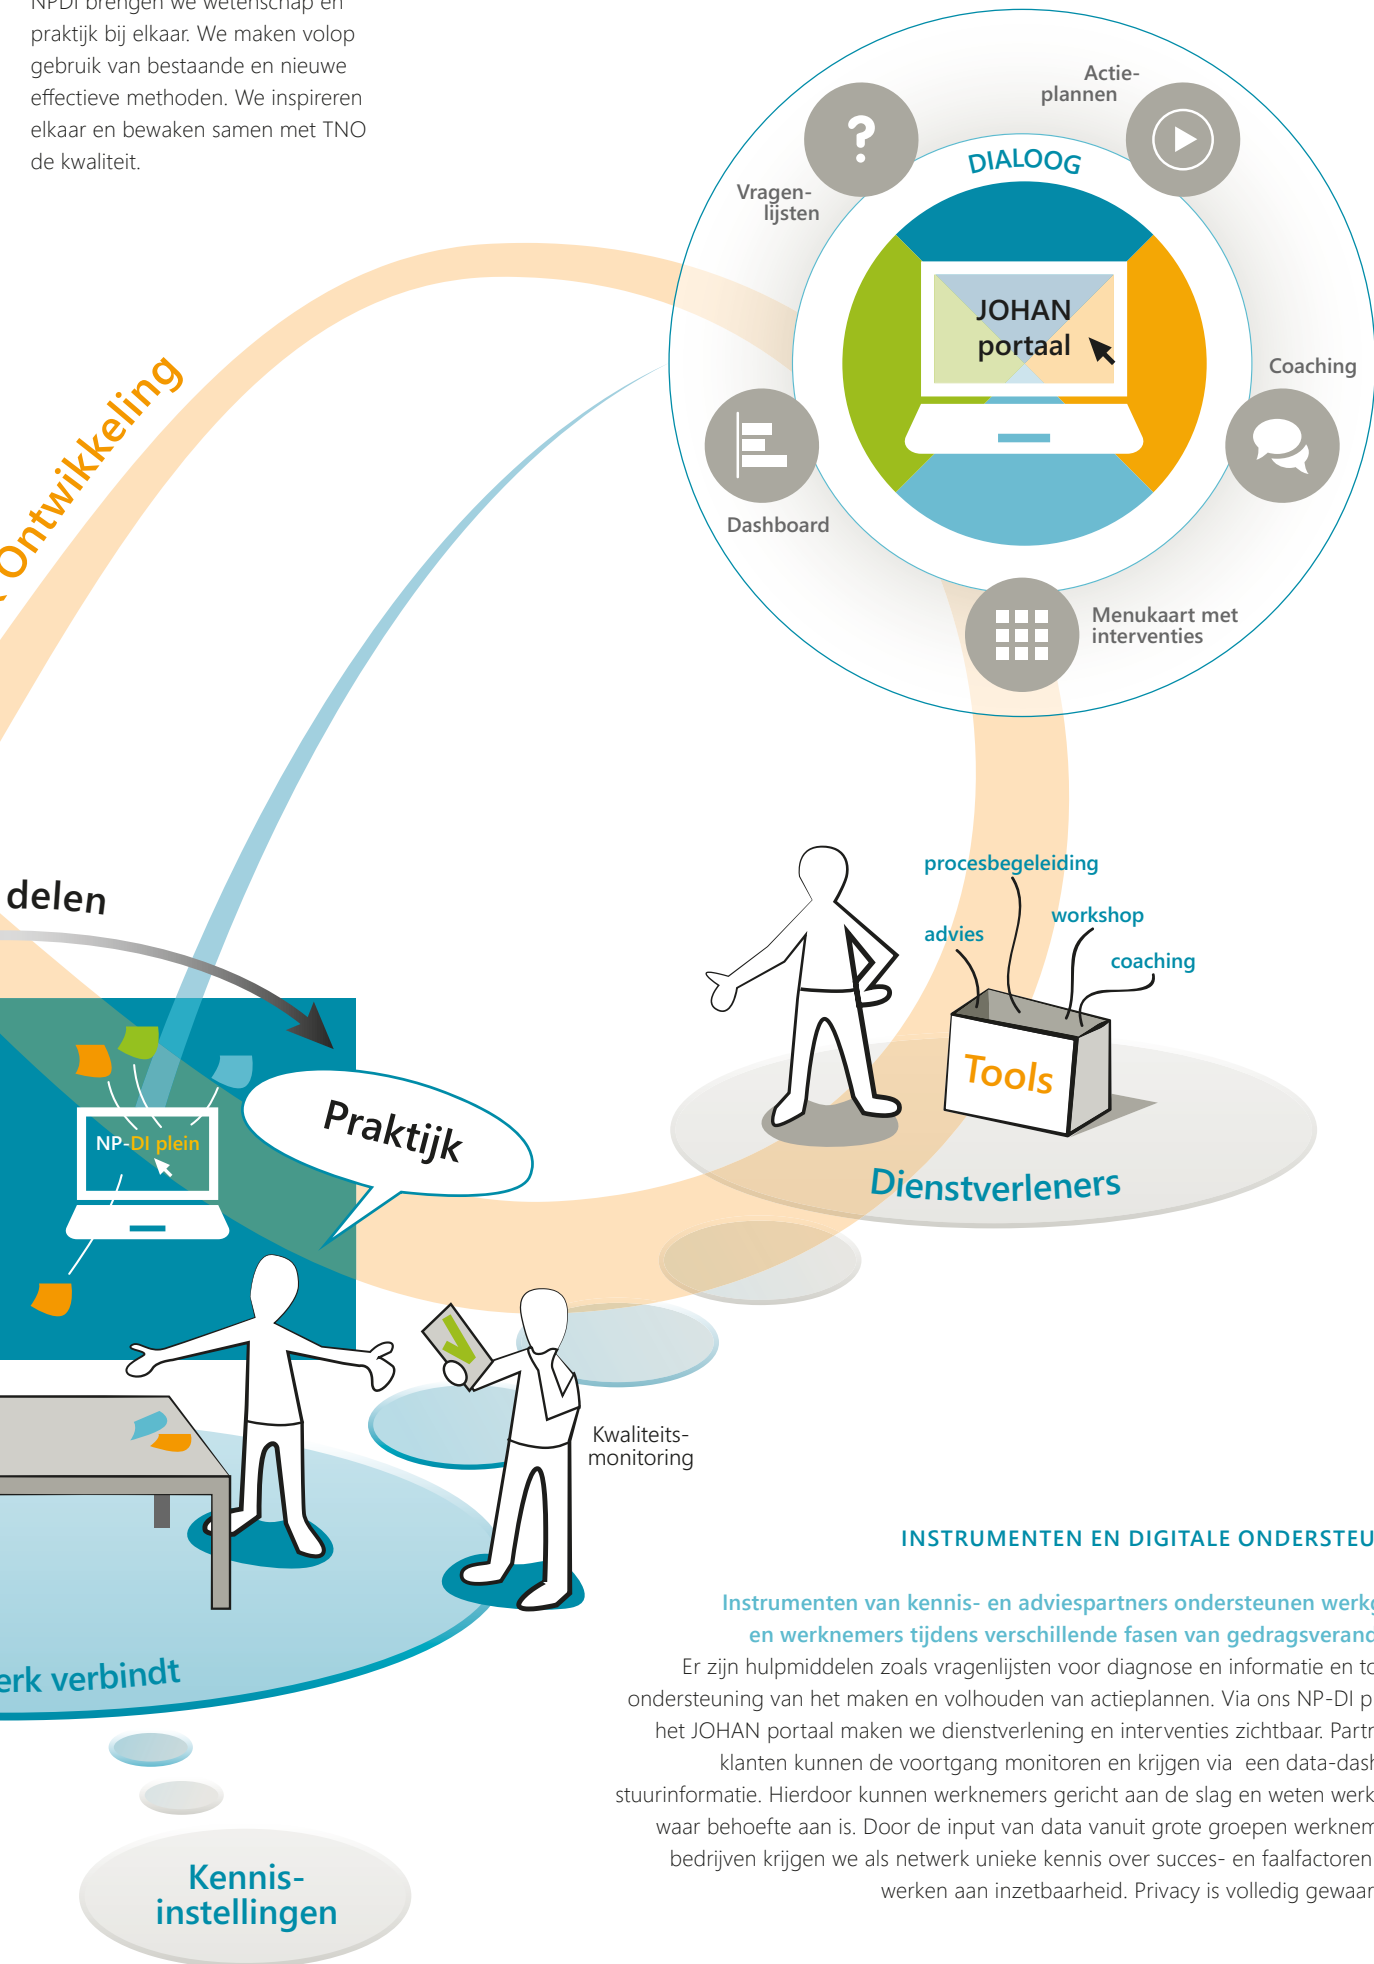 NPDI brengen we wetenschap en
praktijk bij elkaar. We maken volop
gebruik van bestaande en nieuwe
effectieve methoden. We inspireren
elkaar en bewaken samen met TNO
de kwaliteit.
Actie-
plannen
DIALOOG
Vragen-
lijsten
JOHAN
portaal
Coaching
Dashboard
Menukaart met
interventies
Ontwikkeling
delen
procesbegeleiding
workshop
advies
coaching
Tools
Dienstverleners
NP-DI plein
Praktijk
Kwaliteits-
monitoring
erk verbindt
Kennis-
instellingen
INSTRUMENTEN EN DIGITALE ONDERSTEU
Instrumenten van kennis- en adviespartners ondersteunen werkg
en werknemers tijdens verschillende fasen van gedragsverand
Er zijn hulpmiddelen zoals vragenlijsten voor diagnose en informatie en to
ondersteuning van het maken en volhouden van actieplannen. Via ons NP-DI p
het JOHAN portaal maken we dienstverlening en interventies zichtbaar. Partn
klanten kunnen de voortgang monitoren en krijgen via een data-dash
stuurinformatie. Hierdoor kunnen werknemers gericht aan de slag en weten werk
waar behoefte aan is. Door de input van data vanuit grote groepen werknem
bedrijven krijgen we als netwerk unieke kennis over succes- en faalfactoren
werken aan inzetbaarheid. Privacy is volledig gewaar